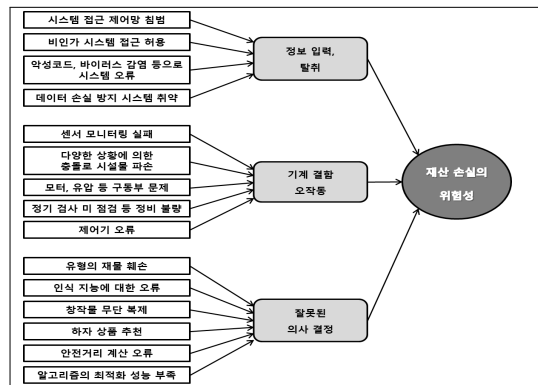 시스템 접근 제어망 침범
비인가 시스템 접근 허용
악성코드, 바이러스 감염 등으로
시스템 오류
데이터 손실 방지 시스템 취약
정보 입력,
탈취
센서 모니터링 실패
다양한 상황에 의한
충돌로 시설물 파손
모터, 유압 등 구동부 문제
정기 검사 미 점검 등 정비 불량
제어기 오류
기계 결함
오작동
유형의 재물 훼손
인식 지능에 대한 오류
창작물 무단 복제
하자 상품 추천
안전거리 계산 오류
알고리즘의 최적화 성능 부족
잘못된
의사 결정
재산 손실의
위험성